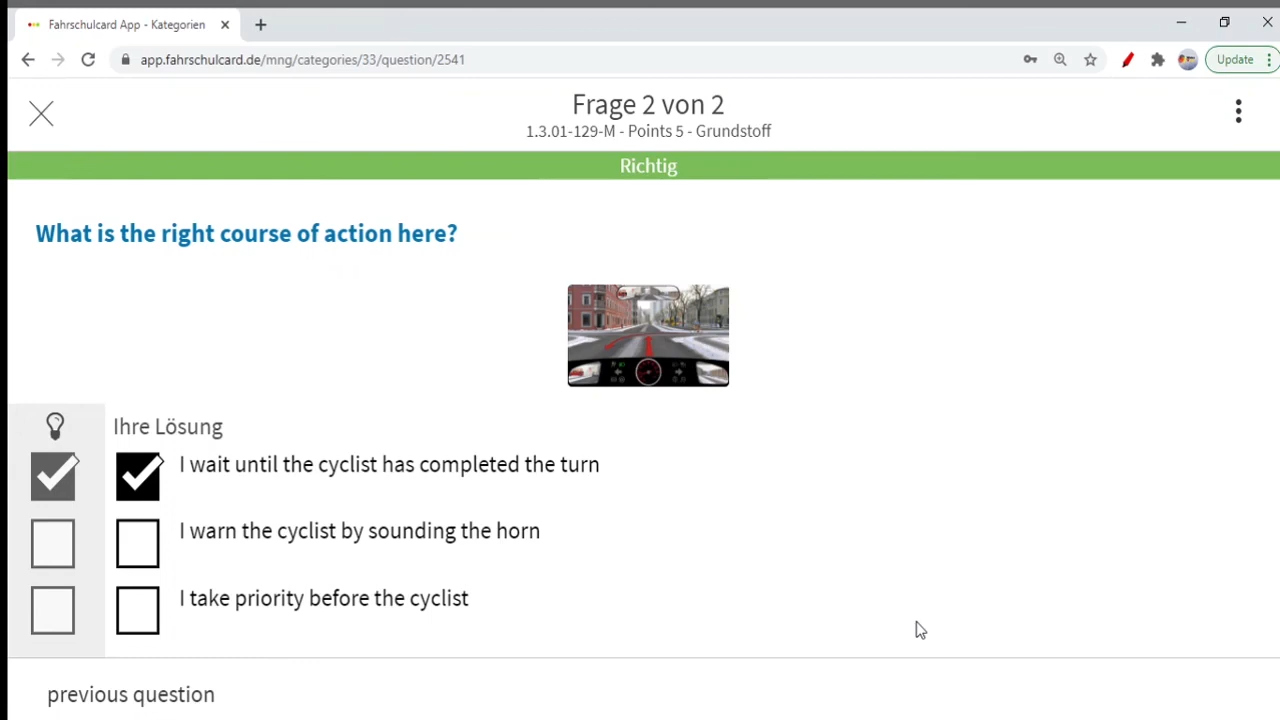 Fahrschulcard App - Kategorien
app.fahrschulcard.de/mng/categories/33/question/2541
Update
Frage 2 von 2
1.3.01-129-M - Points 5 - Grundstoff
Richtig
What is the right course of action here?
Ihre Lösung
I wait until the cyclist has completed the turn
I warn the cyclist by sounding the horn
I take priority before the cyclist
previous question